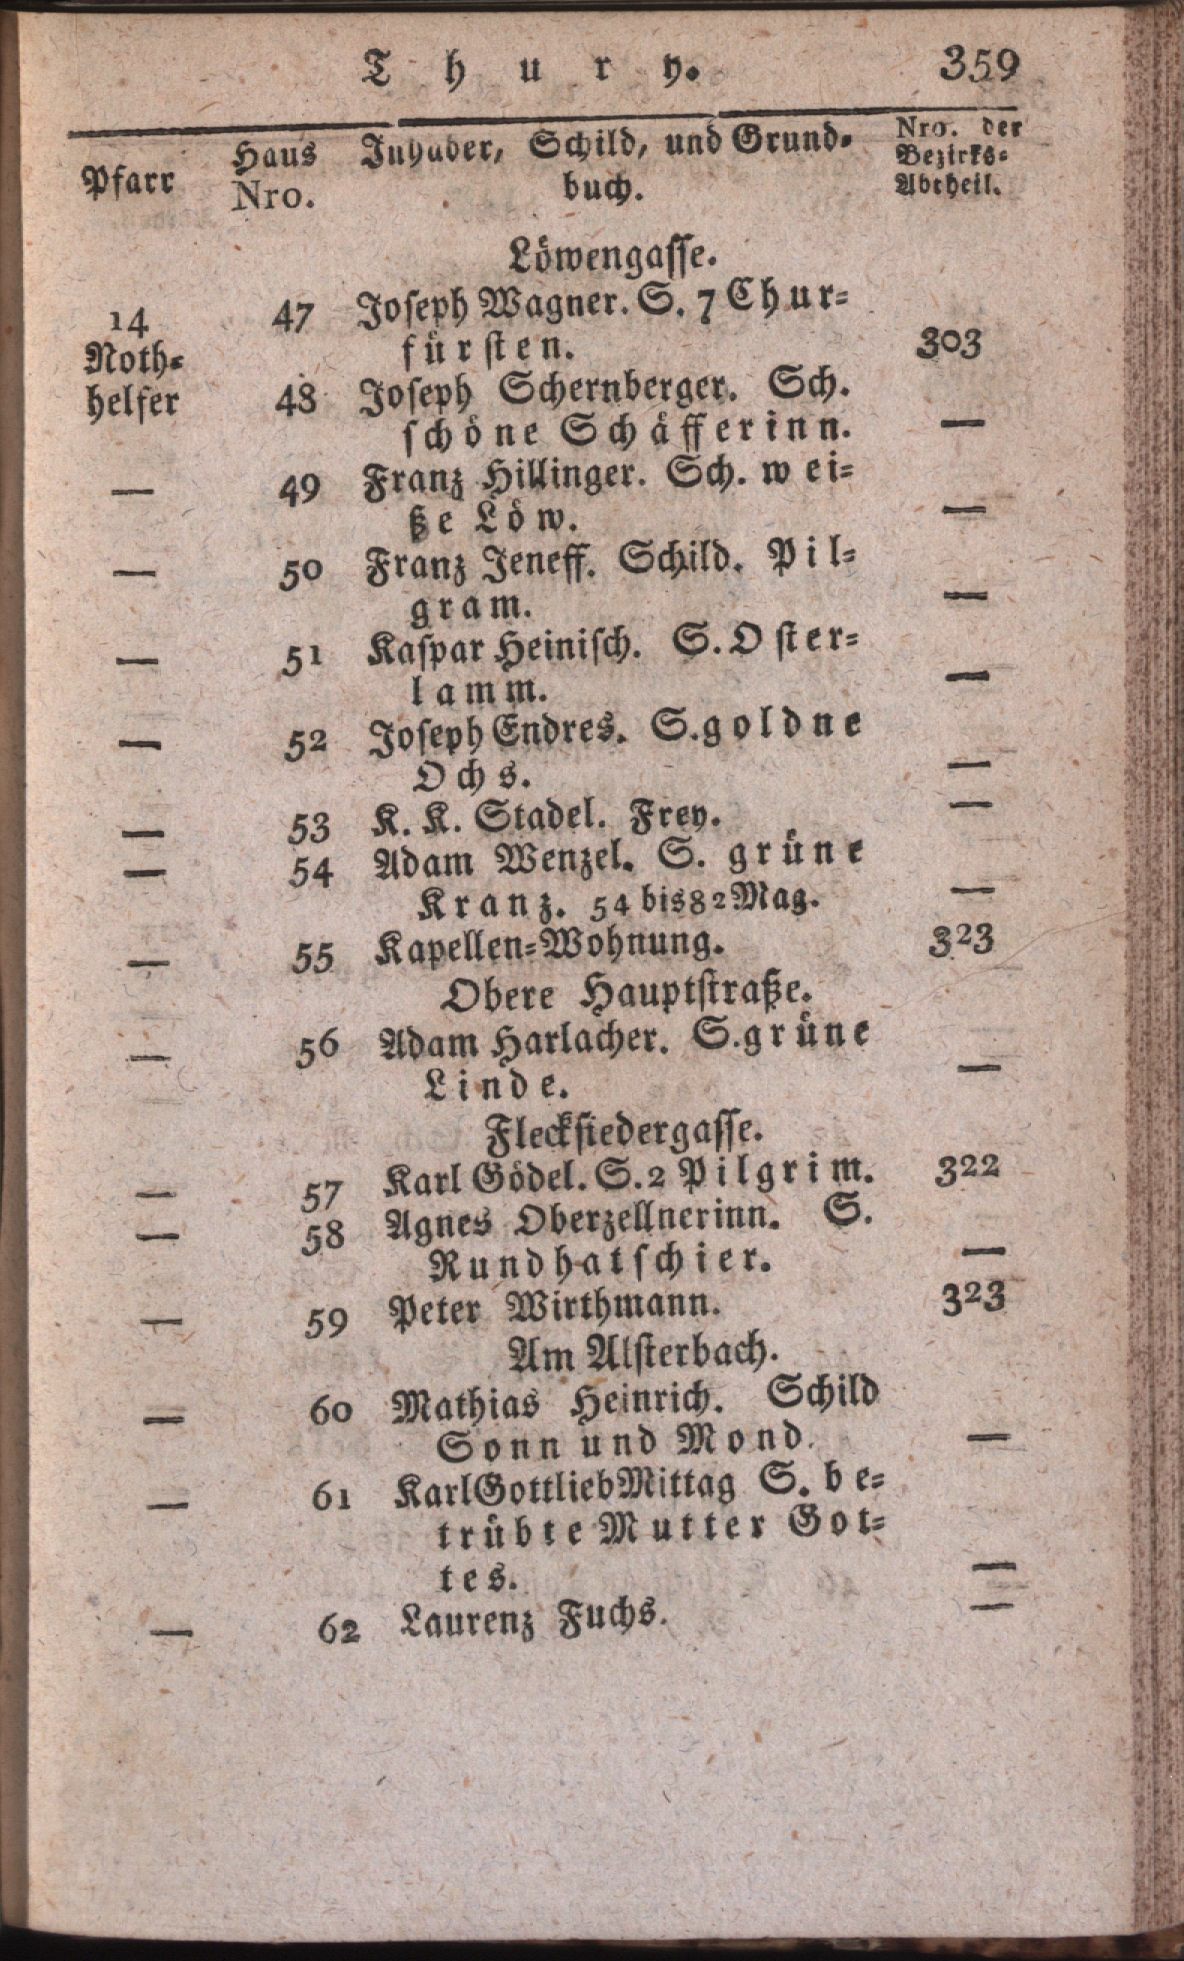 Thury. 359
Pfarr Haus Nro. Inhaber, Schild, und Grund= Nro. der Bezirks=
buch. Abtheil.
Löwengasse.
14 47 Joseph Wagner. S. 7 Chur=
Noth= fürsten. 303
helfer 48 Joseph Schernberger. Sch.
schöne Schäfferinn. —
— 49 Franz Hillinger. Sch. wei=
ße Löw. —
— 50 Franz Jeneff. Schild. Pil=
gram. —
— 51 Kaspar Heinisch. S. Oster=
lamm. —
— 52 Joseph Endres. S. goldne
Ochs. —
— 53 K. K. Stadel. Frey. —
— 54 Adam Wenzel. S. grüne
Kranz. 54 bis 82 Mag. —
— 55 Kapellen=Wohnung. 323
Obere Hauptstraße.
— 56 Adam Harlacher. S. grüne
Linde. —
Flecksiedergasse.
— 57 Karl Gödel. S. 2 Pilgrim. 322
— 58 Agnes Oberzellnerinn. S.
Rundhatschier. —
— 59 Peter Wirthmann. 323
Am Alsterbach.
— 60 Mathias Heinrich. Schild
Sonn und Mond. —
— 61 Karl Gottlieb Mittag S. be=
trübte Mutter Got=
tes. —
— 62 Laurenz Fuchs. —